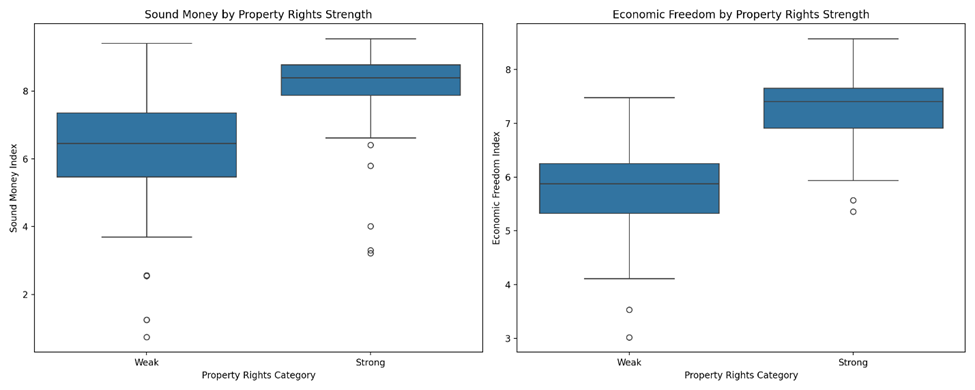 Sound Money by Property Rights Strength
Sound Money Index
8
6
4
2
Weak
Strong
Property Rights Category
Economic Freedom by Property Rights Strength
Economic Freedom Index
8
7
6
5
4
3
Weak
Strong
Property Rights Category